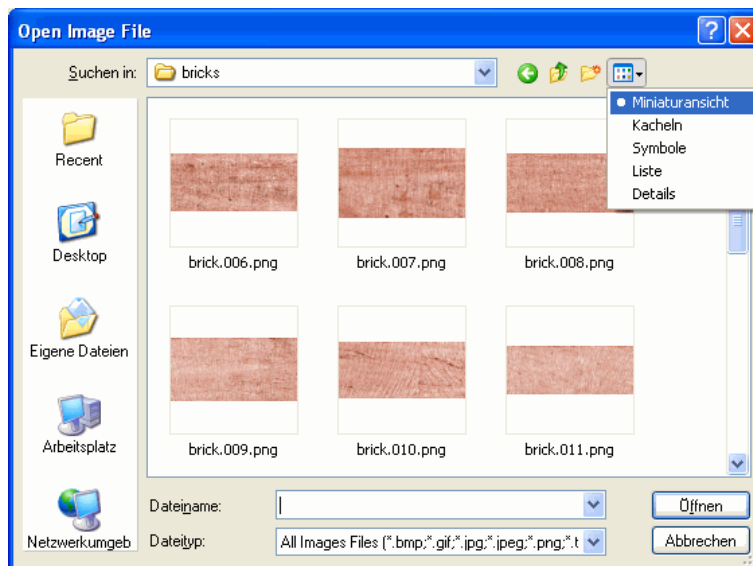 Open Image File
Suchen in: bricks
Miniaturansicht
Kacheln
Symbole
Liste
Details
Recent
Desktop
Eigene Dateien
Arbeitsplatz
Netzwerkumgeb
brick.006.png brick.007.png brick.008.png
brick.009.png brick.010.png brick.011.png
Dateiname: Öffnen
Dateityp: All Images Files (*.bmp;*.gif;*.jpg;*.jpeg;*.png;*.t Abbrechen